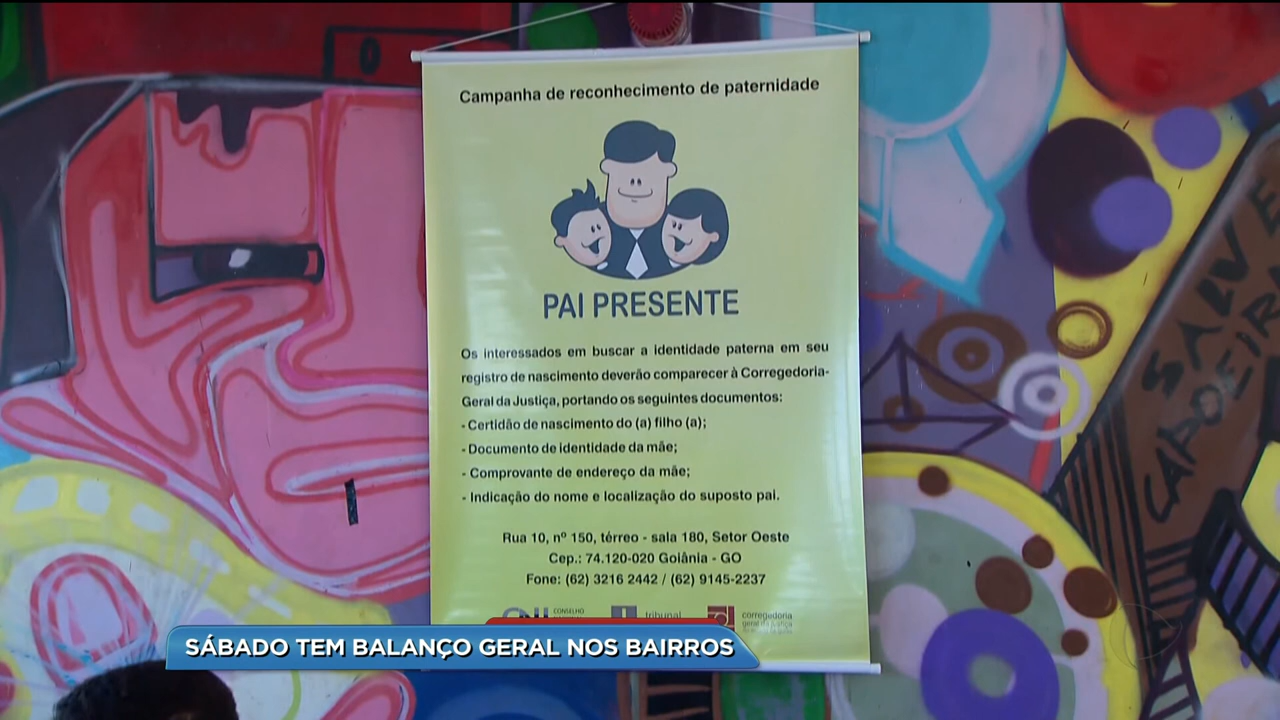 Campanha de reconhecimento de paternidade
PAI PRESENTE
Os interessados em buscar a identidade paterna em seu
registro de nascimento deverão comparecer à Corregedoria-
Geral da Justiça, portando os seguintes documentos:
- Certidão de nascimento do (a) filho (a);
- Documento de identidade da mãe;
- Comprovante de endereço da mãe;
- Indicação do nome e localização do suposto pai.
Rua 10, nº 150, térreo - sala 180, Setor Oeste
Cep.: 74.120-020 Goiânia - GO
Fone: (62) 3216 2442 / (62) 9145-2237
CONSELHO
tribunal
corregedoria
geral da justiça
SALVE
CAPOEIRA
SÁBADO TEM BALANÇO GERAL NOS BAIRROS